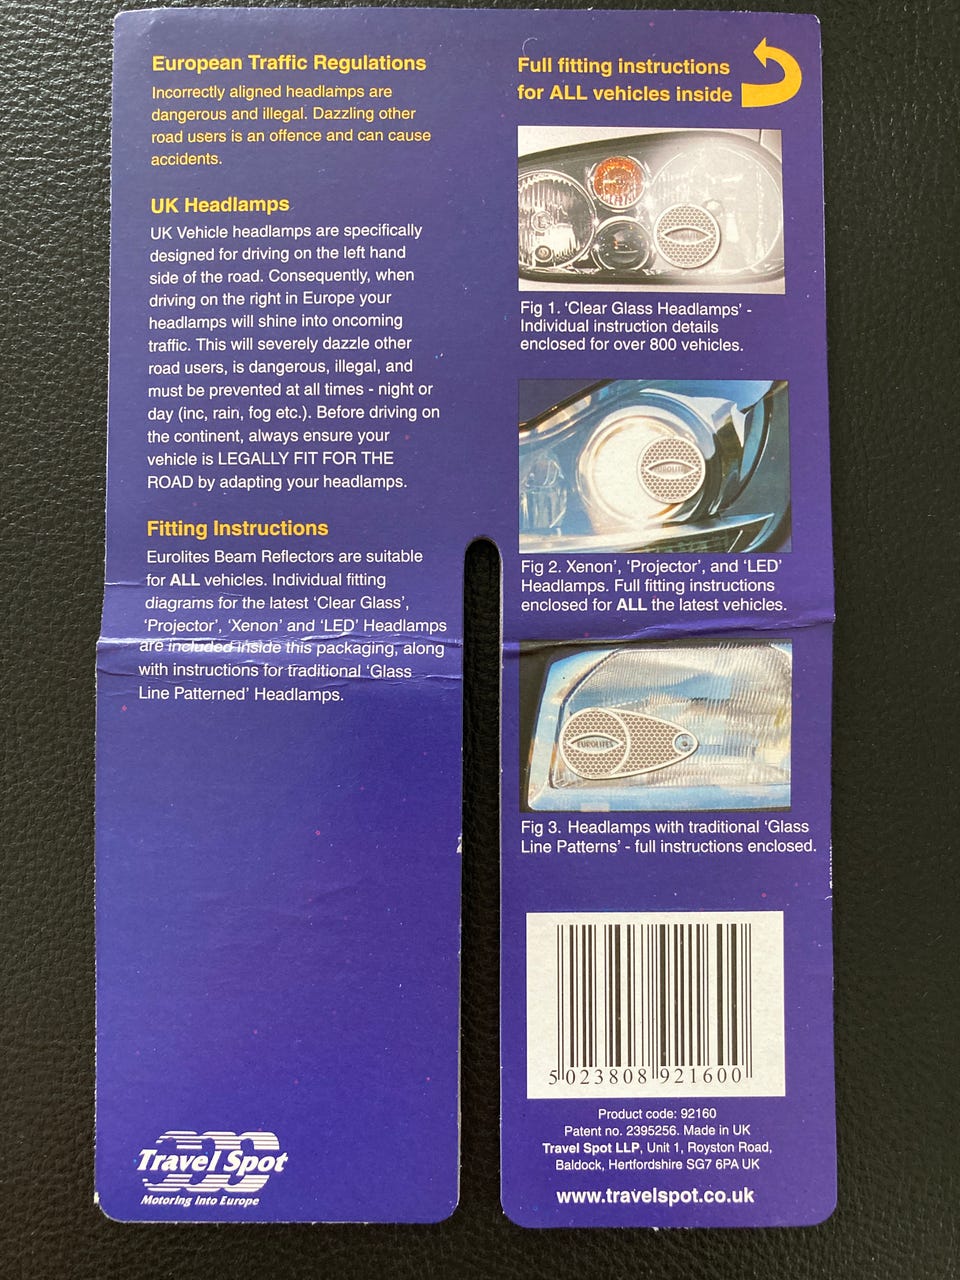 European Traffic Regulations
Incorrectly aligned headlamps are
dangerous and illegal. Dazzling other
road users is an offence and can cause
accidents.
UK Headlamps
UK Vehicle headlamps are specifically
designed for driving on the left hand
side of the road. Consequently, when
driving on the right in Europe your
headlamps will shine into oncoming
traffic. This will severely dazzle other
road users, is dangerous, illegal, and
must be prevented at all times - night or
day (inc, rain, fog etc.). Before driving on
the continent, always ensure your
vehicle is LEGALLY FIT FOR THE
ROAD by adapting your headlamps.
Fitting Instructions
Eurolites Beam Reflectors are suitable
for ALL vehicles. Individual fitting
diagrams for the latest ‘Clear Glass’,
‘Projector’, ‘Xenon’ and ‘LED’ Headlamps
are included inside this packaging, along
with instructions for traditional ‘Glass
Line Patterned’ Headlamps.
Travel Spot
Motoring Into Europe
Full fitting instructions
for ALL vehicles inside
Fig 1. ‘Clear Glass Headlamps’ -
Individual instruction details
enclosed for over 800 vehicles.
EUROLITES
Fig 2. Xenon’, ‘Projector’, and ‘LED’
Headlamps. Full fitting instructions
enclosed for ALL the latest vehicles.
EUROLITES
Fig 3. Headlamps with traditional ‘Glass
Line Patterns’ - full instructions enclosed.
5 023808 921600
Product code: 92160
Patent no. 2395256. Made in UK
Travel Spot LLP, Unit 1, Royston Road,
Baldock, Hertfordshire SG7 6PA UK
www.travelspot.co.uk